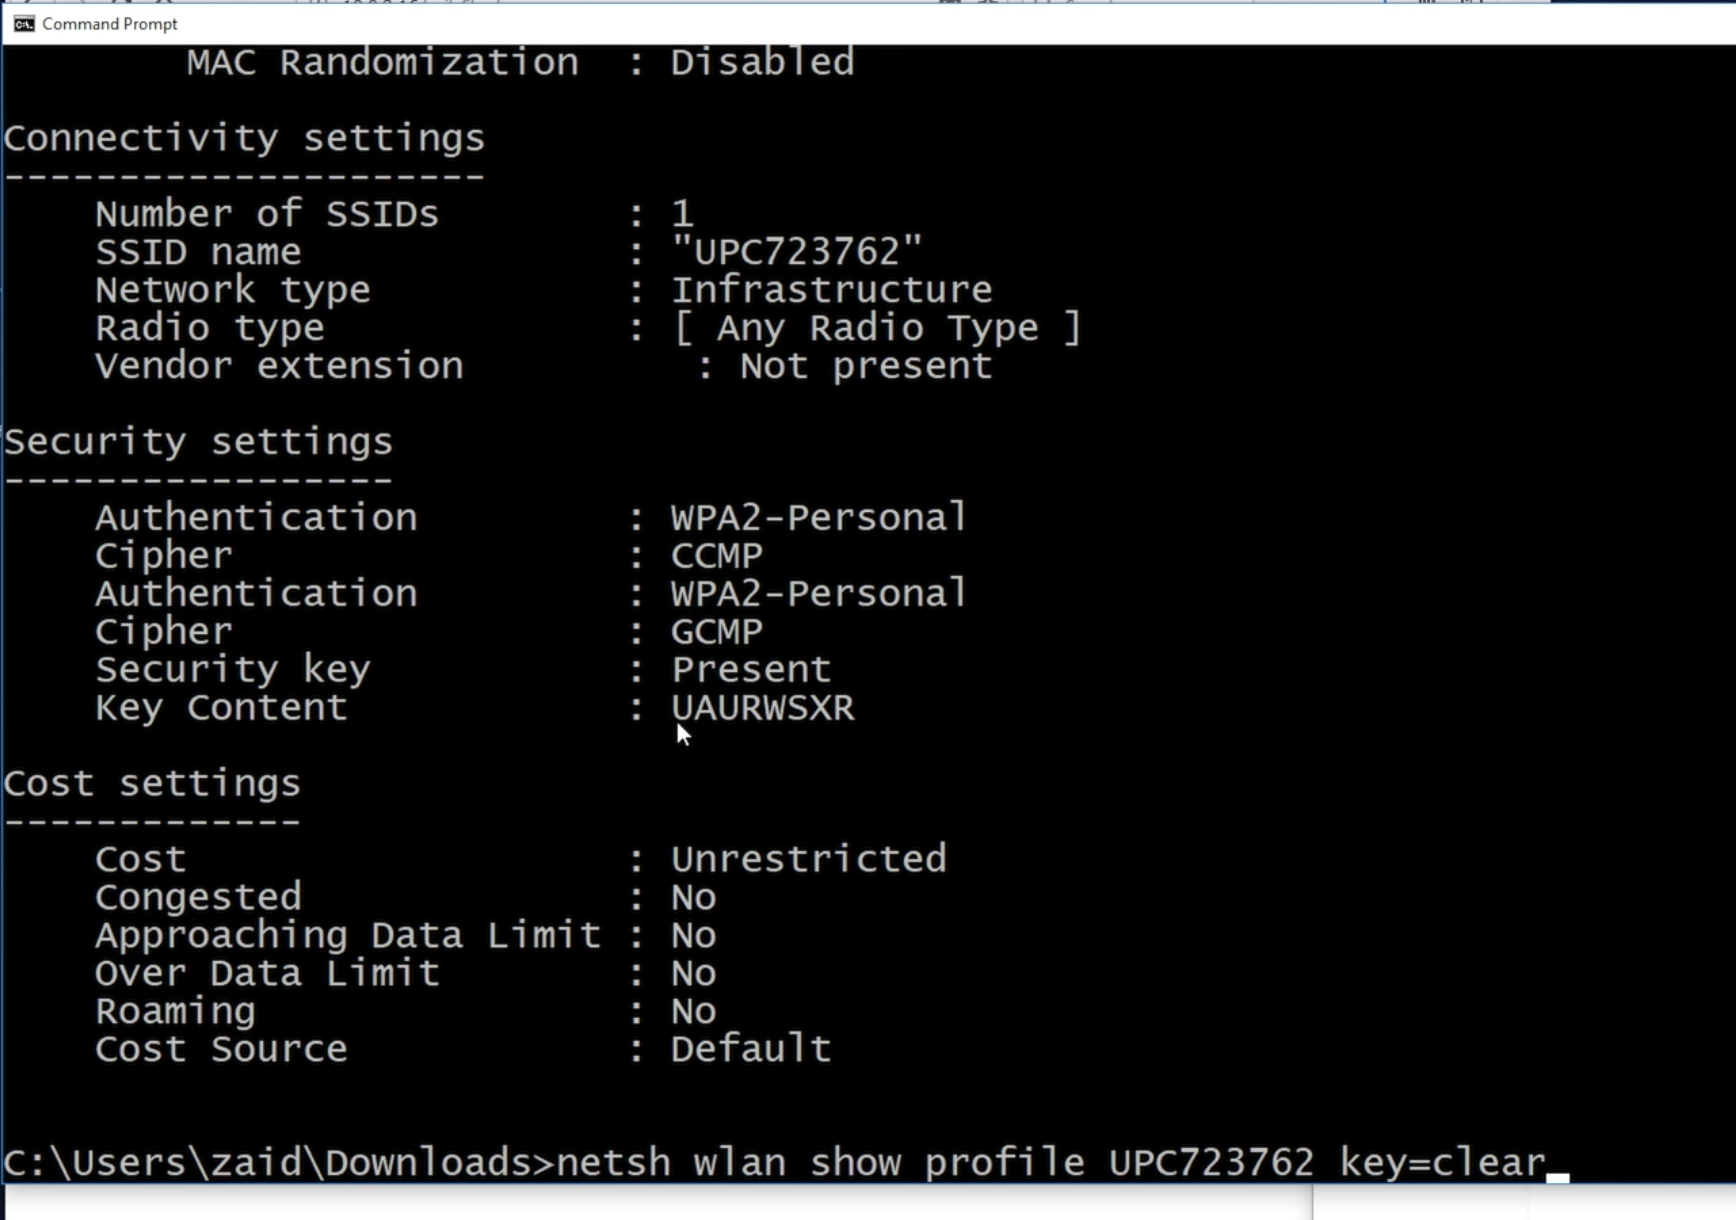 Command Prompt
MAC Randomization : Disabled
Connectivity settings
---------------------
Number of SSIDs : 1
SSID name : "UPC723762"
Network type : Infrastructure
Radio type : [ Any Radio Type ]
Vendor extension : Not present
Security settings
-----------------
Authentication : WPA2-Personal
Cipher : CCMP
Authentication : WPA2-Personal
Cipher : GCMP
Security key : Present
Key Content : UAURWSXR
Cost settings
-------------
Cost : Unrestricted
Congested : No
Approaching Data Limit : No
Over Data Limit : No
Roaming : No
Cost Source : Default
C:\Users\zaid\Downloads>netsh wlan show profile UPC723762 key=clear